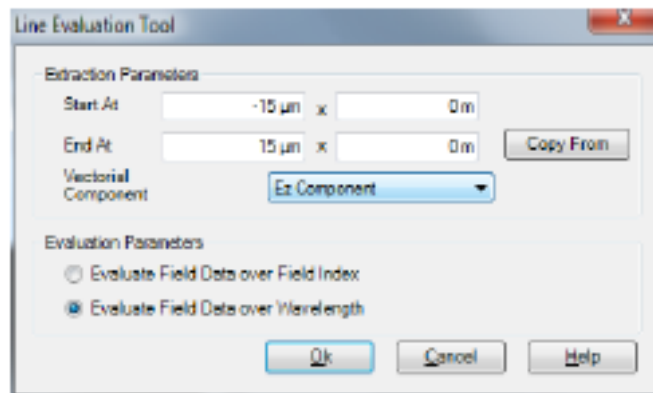 Line Evaluation Tool
Extraction Parameters
Start At -15 µm x 0 m
End At 15 µm x 0 m Copy From
Vectorial Component Ez Component
Evaluation Parameters
Evaluate Field Data over Field Index
Evaluate Field Data over Wavelength
Ok Cancel Help